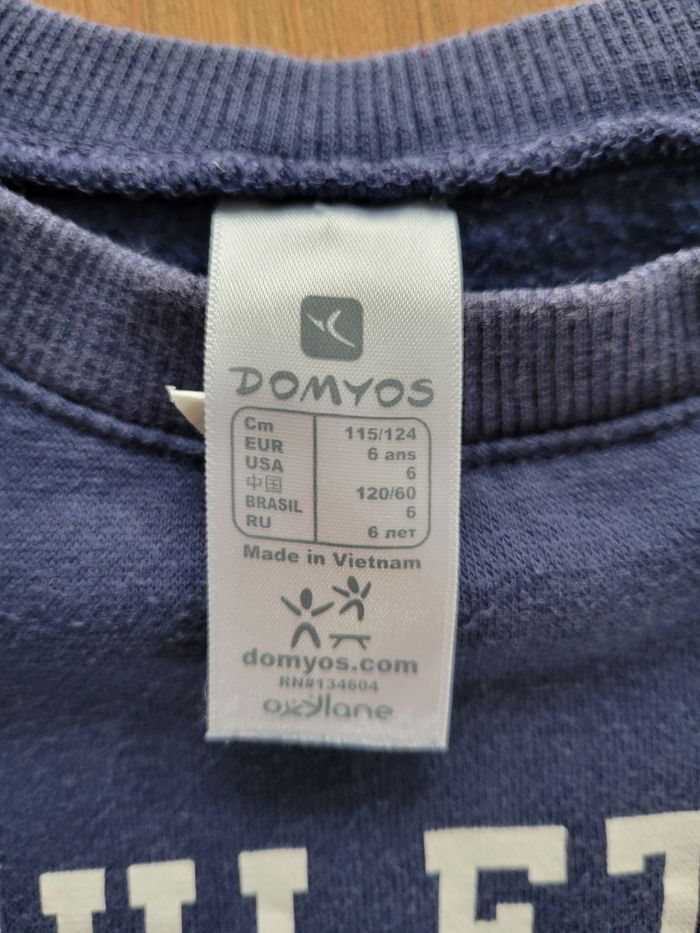 DOMYOS
Cm 115/124
EUR 6 ans
USA 6
中国 120/60
BRASIL 6
RU 6 лет
Made in Vietnam
domyos.com
RN#134604
oxylane